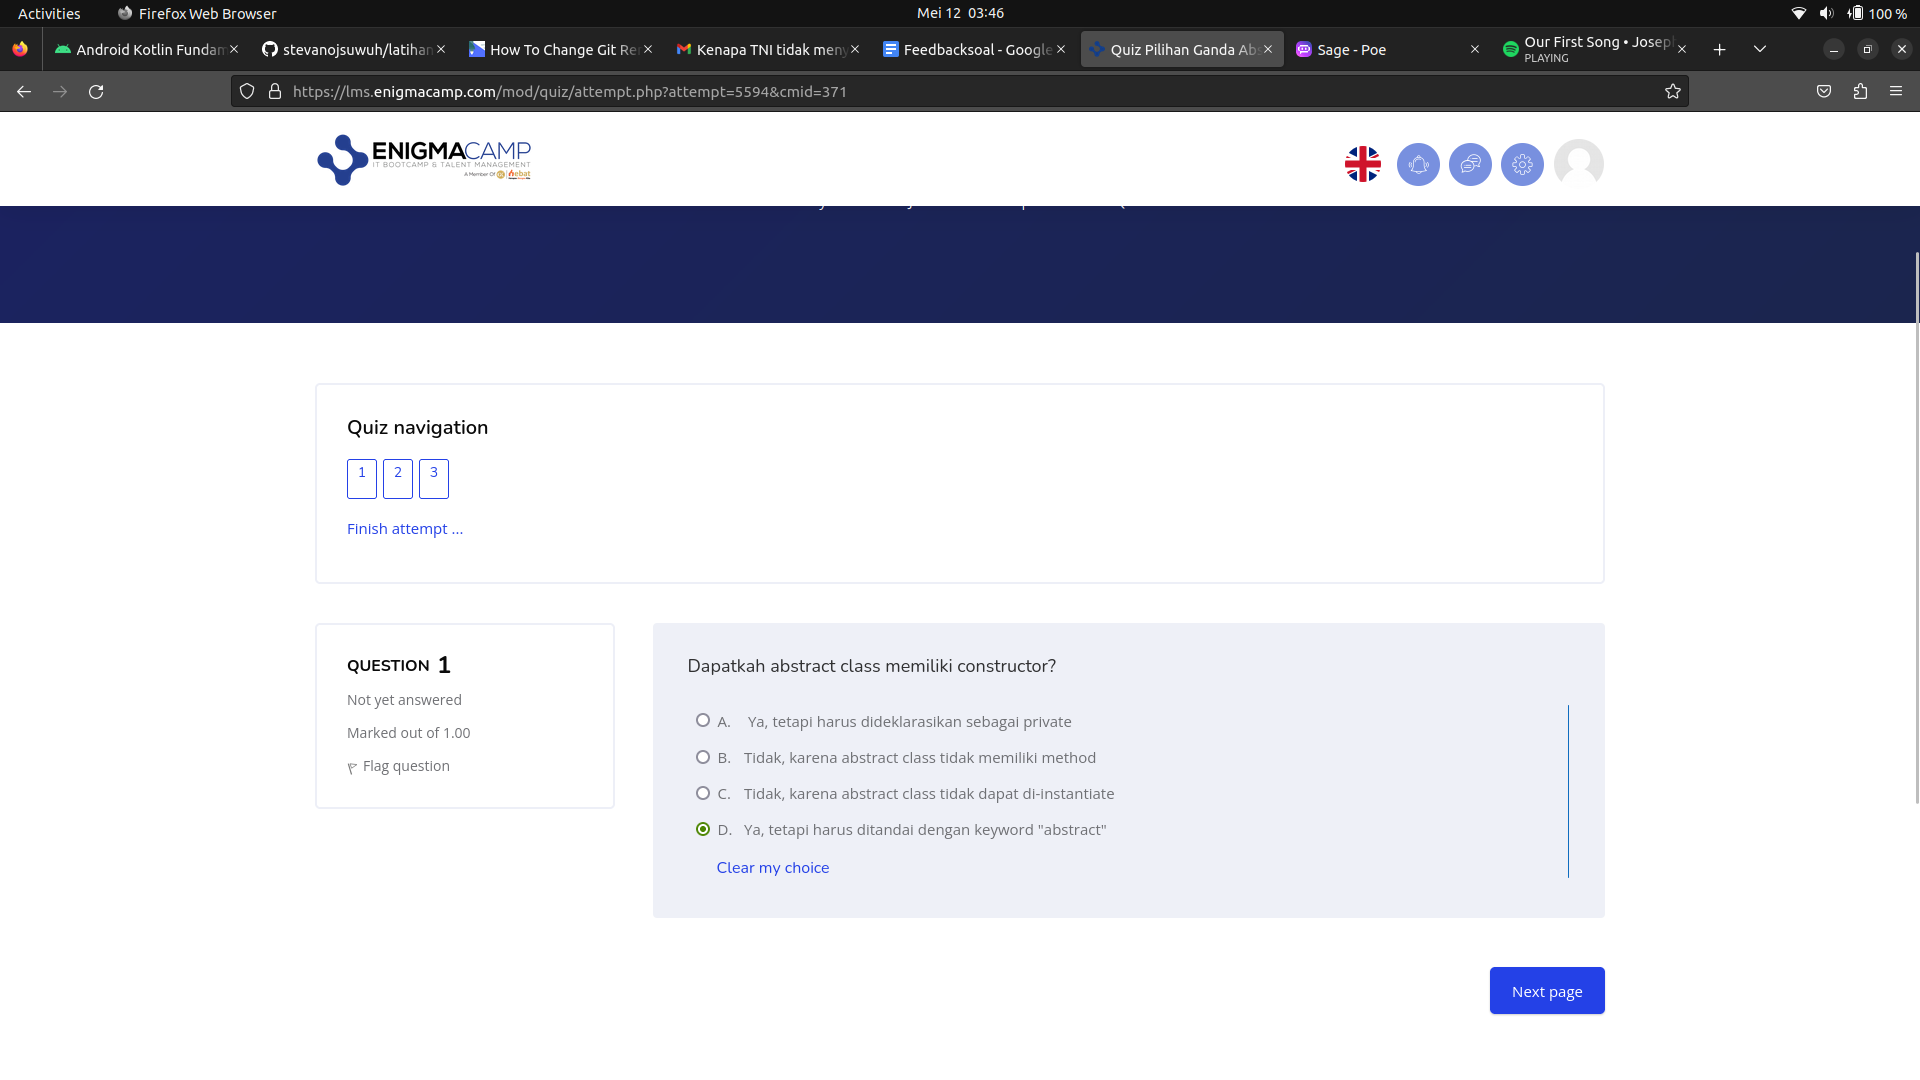 Activities
Firefox Web Browser
Mei 12 03:46
100 %
Android Kotlin Fundam
stevanojsuwuh/latihan
How To Change Git Re
Kenapa TNI tidak meny
Feedbacksoal - Google
Quiz Pilihan Ganda Abs
Sage - Poe
Our First Song • Joseph
PLAYING
https://lms.enigmacamp.com/mod/quiz/attempt.php?attempt=5594&cmid=371
ENIGMACAMP
IT BOOTCAMP & TALENT MANAGEMENT
A Member Of
Quiz navigation
1 2 3
Finish attempt ...
QUESTION 1
Not yet answered
Marked out of 1.00
Flag question
Dapatkah abstract class memiliki constructor?
A. Ya, tetapi harus dideklarasikan sebagai private
B. Tidak, karena abstract class tidak memiliki method
C. Tidak, karena abstract class tidak dapat di-instantiate
D. Ya, tetapi harus ditandai dengan keyword "abstract"
Clear my choice
Next page